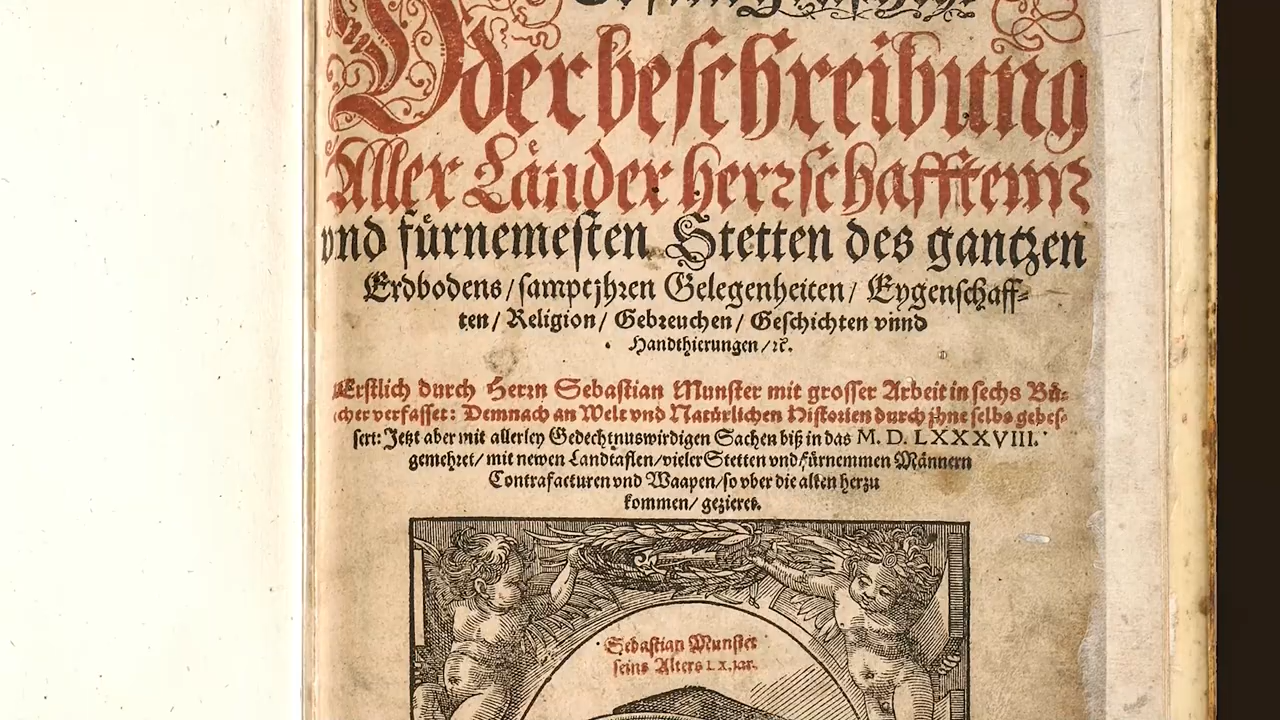 Oder beschreibung
Aller Länder herrschafftenn
vnd fürnemesten Stetten des gantzen
Erdbodens / sampt jhren Gelegenheiten / Eygenschaff-
ten / Religion / Gebreuchen / Geschichten vnnd
Handthierungen / ꝛc.
Erstlich durch Herrn Sebastian Munster mit grosser Arbeit in sechs Bü-
cher verfasset: Demnach an Welt vnd Natürlichen Historien durch jhne selbs gebes-
sert: Jetzt aber mit allerley Gedechtnuswirdigen Sachen biß in das M. D. LXXXVIII.
gemehret / mit newen Landtaflen / vieler Stetten vnd fürnemmen Männern
Contrafacturen vnd Waapen / so vber die alten herzu
kommen / gezieret.
Sebastian Munster
seins Alters LX. jar.